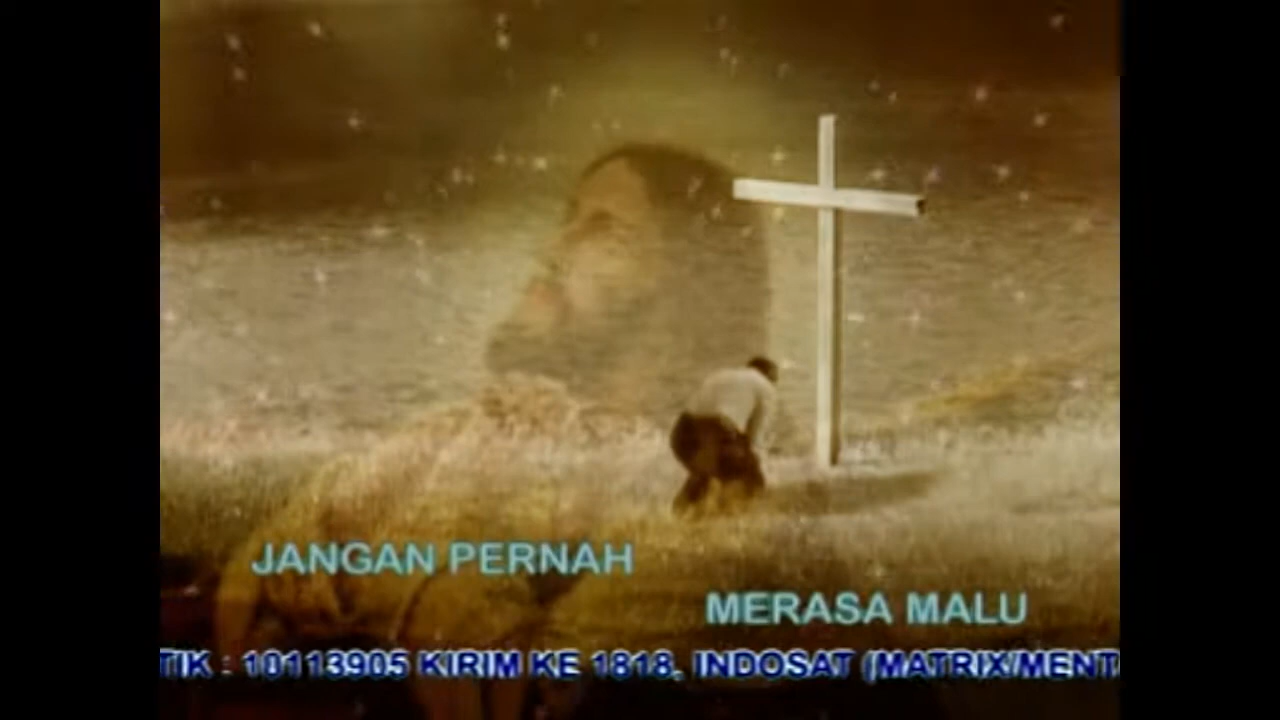 JANGAN PERNAH
MERASA MALU
TIK : 10113905 KIRIM KE 1818, INDOSAT (MATRIX/MENT